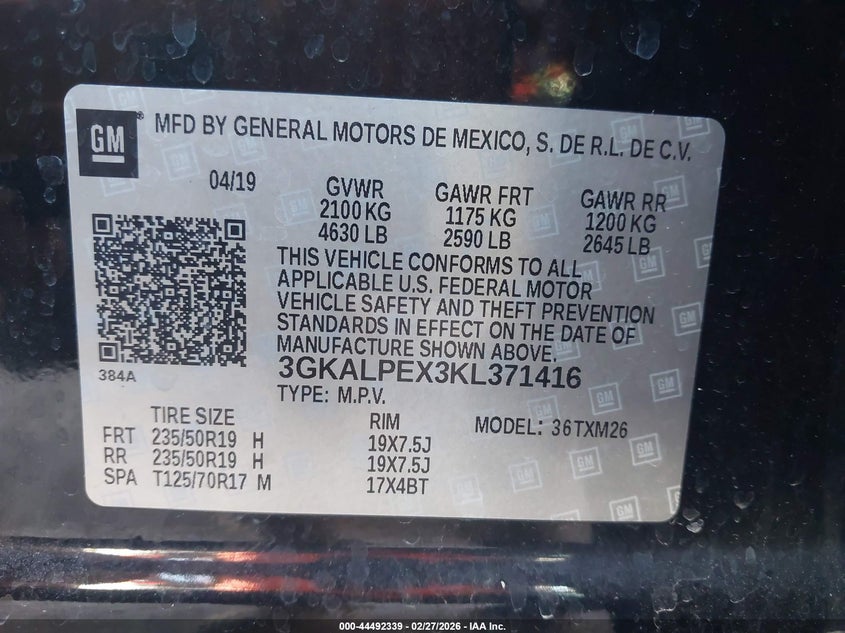 GM
MFD BY GENERAL MOTORS DE MEXICO, S. DE R.L. DE C.V.
04/19 GVWR GAWR FRT GAWR RR
2100 KG 1175 KG 1200 KG
4630 LB 2590 LB 2645 LB
THIS VEHICLE CONFORMS TO ALL
APPLICABLE U.S. FEDERAL MOTOR
VEHICLE SAFETY AND THEFT PREVENTION
STANDARDS IN EFFECT ON THE DATE OF
MANUFACTURE SHOWN ABOVE.
384A
3GKALPEX3KL371416
TYPE: M.P.V.
TIRE SIZE RIM MODEL: 36TXM26
FRT 235/50R19 H 19X7.5J
RR 235/50R19 H 19X7.5J
SPA T125/70R17 M 17X4BT
000-44492339 - 02/27/2026 - IAA Inc.